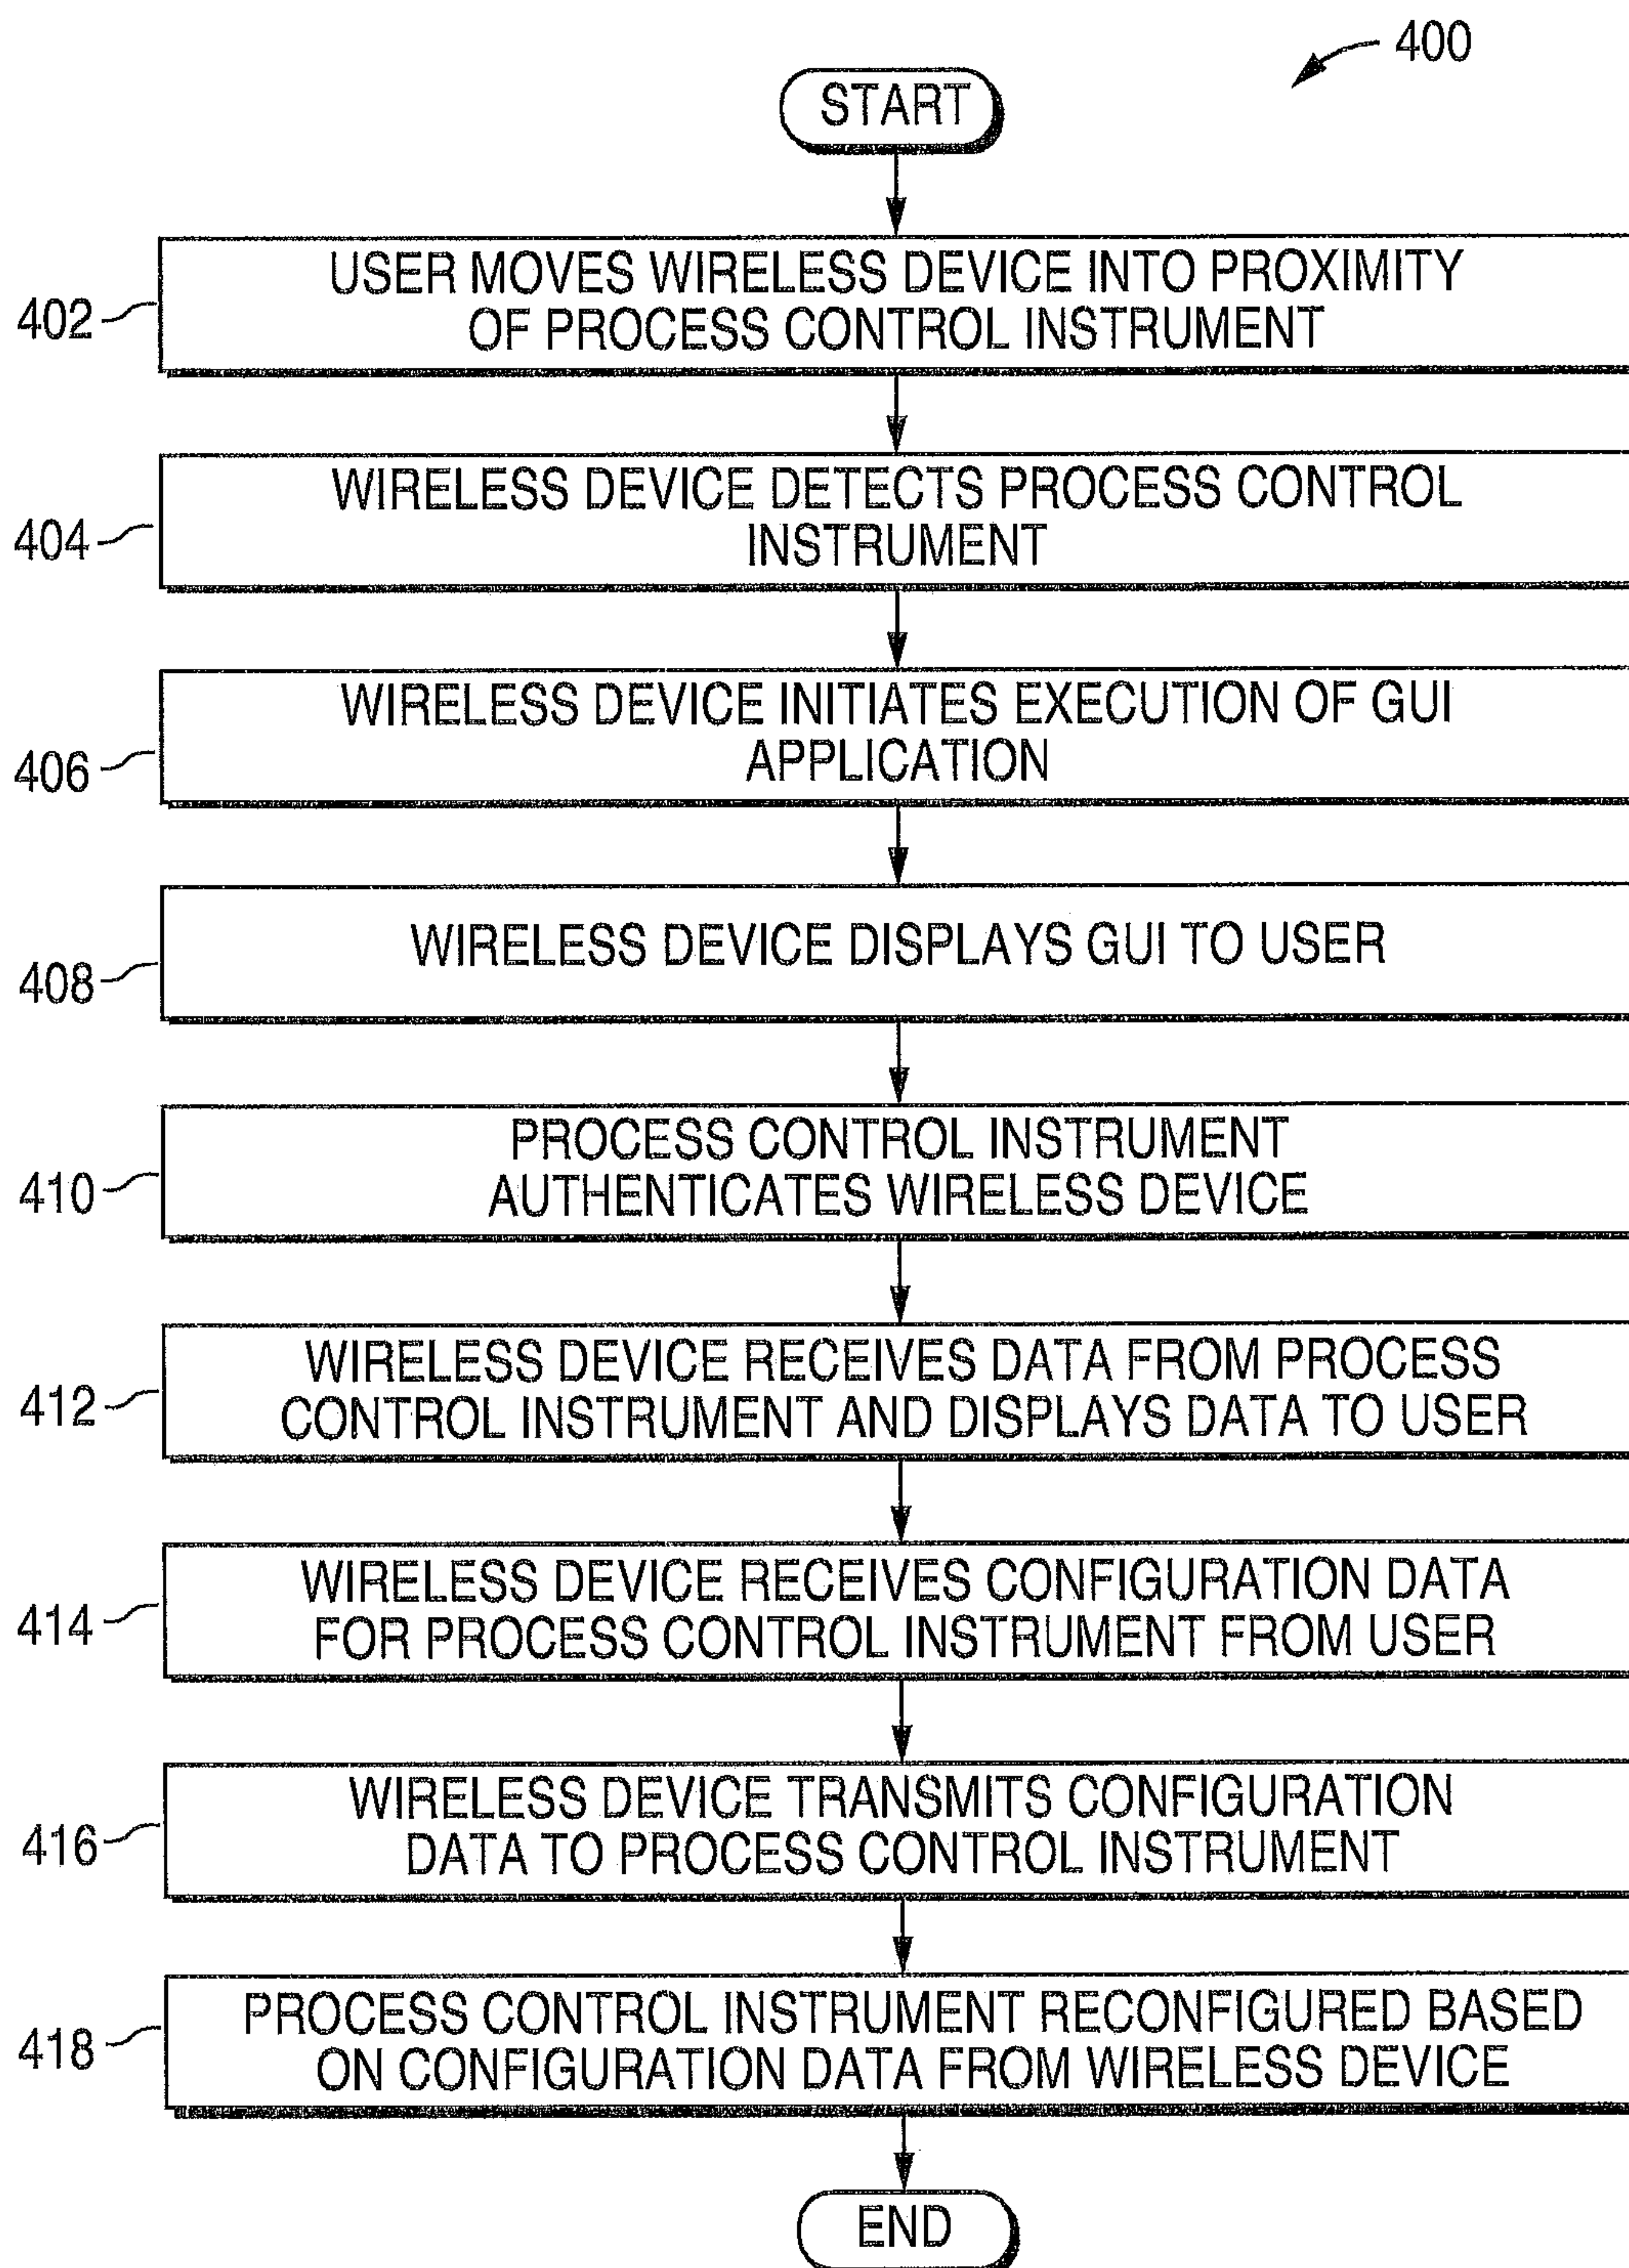 400
START
USER MOVES WIRELESS DEVICE INTO PROXIMITY
OF PROCESS CONTROL INSTRUMENT
402
WIRELESS DEVICE DETECTS PROCESS CONTROL
INSTRUMENT
404
WIRELESS DEVICE INITIATES EXECUTION OF GUI
APPLICATION
406
WIRELESS DEVICE DISPLAYS GUI TO USER
408
PROCESS CONTROL INSTRUMENT
AUTHENTICATES WIRELESS DEVICE
410
WIRELESS DEVICE RECEIVES DATA FROM PROCESS
CONTROL INSTRUMENT AND DISPLAYS DATA TO USER
412
WIRELESS DEVICE RECEIVES CONFIGURATION DATA
FOR PROCESS CONTROL INSTRUMENT FROM USER
414
WIRELESS DEVICE TRANSMITS CONFIGURATION
DATA TO PROCESS CONTROL INSTRUMENT
416
PROCESS CONTROL INSTRUMENT RECONFIGURED BASED
ON CONFIGURATION DATA FROM WIRELESS DEVICE
418
END